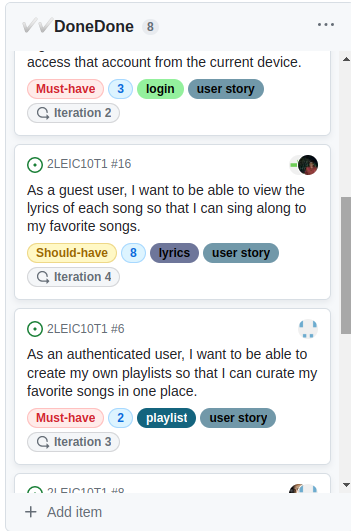 DoneDone 8
access that account from the current device.
Must-have 3 login user story
Iteration 2
2LEIC10T1 #16
As a guest user, I want to be able to view the
lyrics of each song so that I can sing along to
my favorite songs.
Should-have 8 lyrics user story
Iteration 4
2LEIC10T1 #6
As an authenticated user, I want to be able to
create my own playlists so that I can curate my
favorite songs in one place.
Must-have 2 playlist user story
Iteration 3
2LEIC10T1 #8
Add item